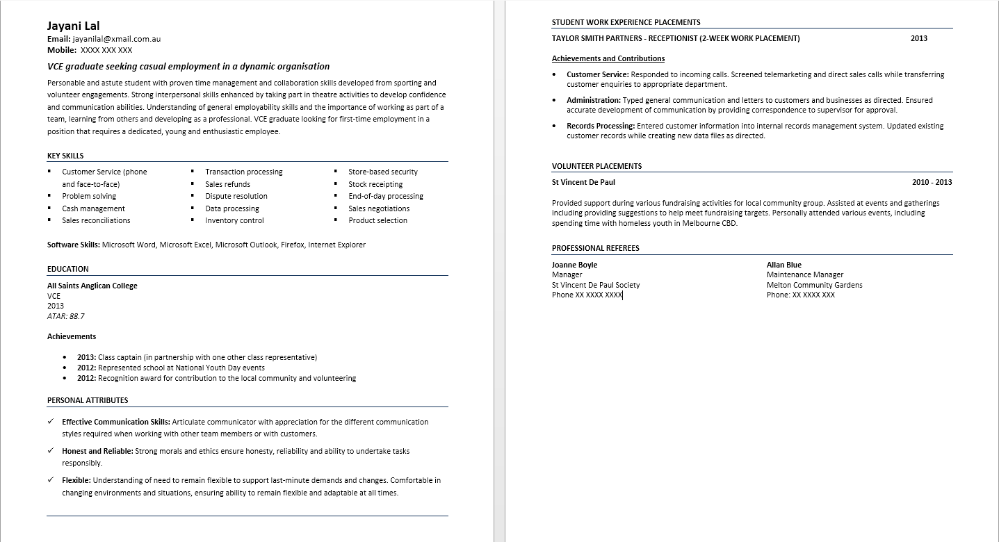 Jayani Lal
Email: jayanilal@xmail.com.au
Mobile: XXXX XXX XXX
VCE graduate seeking casual employment in a dynamic organisation
Personable and astute student with proven time management and collaboration skills developed from sporting and
volunteer engagements. Strong interpersonal skills enhanced by taking part in theatre activities to develop confidence
and communication abilities. Understanding of general employability skills and the importance of working as part of a
team, learning from others and developing as a professional. VCE graduate looking for first-time employment in a
position that requires a dedicated, young and enthusiastic employee.
KEY SKILLS
▪ Customer Service (phone
and face-to-face)
▪ Problem solving
▪ Cash management
▪ Sales reconciliations
▪ Transaction processing
▪ Sales refunds
▪ Dispute resolution
▪ Data processing
▪ Inventory control
▪ Store-based security
▪ Stock receipting
▪ End-of-day processing
▪ Sales negotiations
▪ Product selection
Software Skills: Microsoft Word, Microsoft Excel, Microsoft Outlook, Firefox, Internet Explorer
EDUCATION
All Saints Anglican College
VCE
2013
ATAR: 88.7
Achievements
• 2013: Class captain (in partnership with one other class representative)
• 2012: Represented school at National Youth Day events
• 2012: Recognition award for contribution to the local community and volunteering
PERSONAL ATTRIBUTES
✓ Effective Communication Skills: Articulate communicator with appreciation for the different communication
styles required when working with other team members or with customers.
✓ Honest and Reliable: Strong morals and ethics ensure honesty, reliability and ability to undertake tasks
responsibly.
✓ Flexible: Understanding of need to remain flexible to support last-minute demands and changes. Comfortable in
changing environments and situations, ensuring ability to remain flexible and adaptable at all times.
STUDENT WORK EXPERIENCE PLACEMENTS
TAYLOR SMITH PARTNERS - RECEPTIONIST (2-WEEK WORK PLACEMENT) 2013
Achievements and Contributions
• Customer Service: Responded to incoming calls. Screened telemarketing and direct sales calls while transferring
customer enquiries to appropriate department.
• Administration: Typed general communication and letters to customers and businesses as directed. Ensured
accurate development of communication by providing correspondence to supervisor for approval.
• Records Processing: Entered customer information into internal records management system. Updated existing
customer records while creating new data files as directed.
VOLUNTEER PLACEMENTS
St Vincent De Paul 2010 - 2013
Provided support during various fundraising activities for local community group. Assisted at events and gatherings
including providing suggestions to help meet fundraising targets. Personally attended various events, including
spending time with homeless youth in Melbourne CBD.
PROFESSIONAL REFEREES
Joanne Boyle
Manager
St Vincent De Paul Society
Phone XX XXXX XXXX
Allan Blue
Maintenance Manager
Melton Community Gardens
Phone: XX XXXX XXX